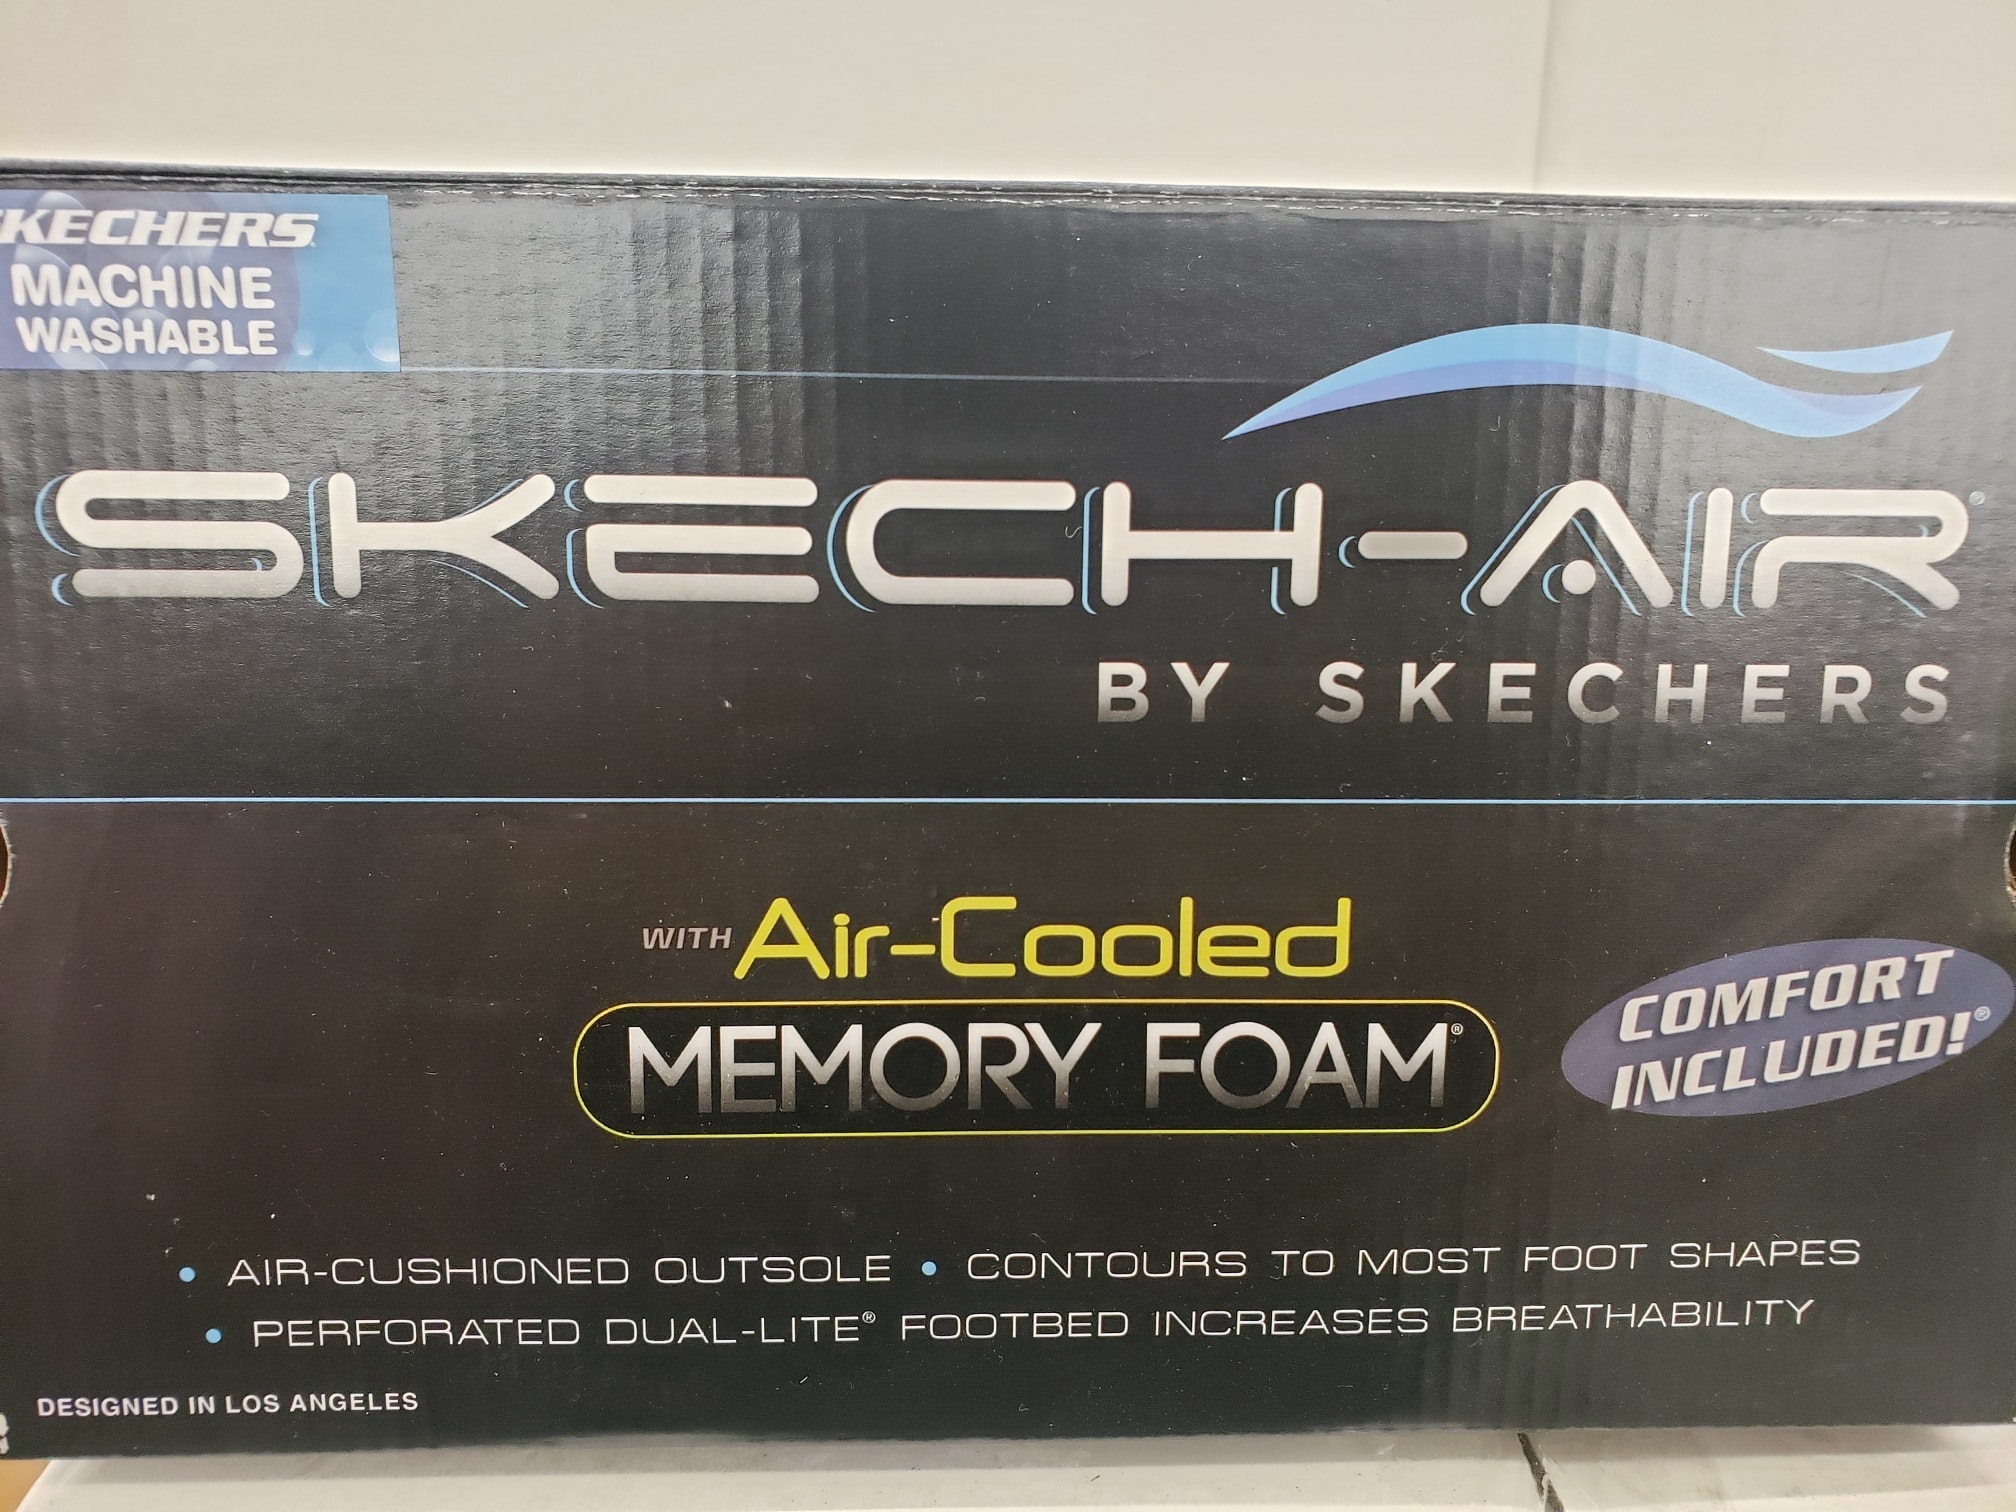 SKECHERS
MACHINE
WASHABLE
SKECH-AIR®
BY SKECHERS
WITH Air-Cooled
MEMORY FOAM®
COMFORT
INCLUDED!®
• AIR-CUSHIONED OUTSOLE • CONTOURS TO MOST FOOT SHAPES
• PERFORATED DUAL-LITE® FOOTBED INCREASES BREATHABILITY
DESIGNED IN LOS ANGELES